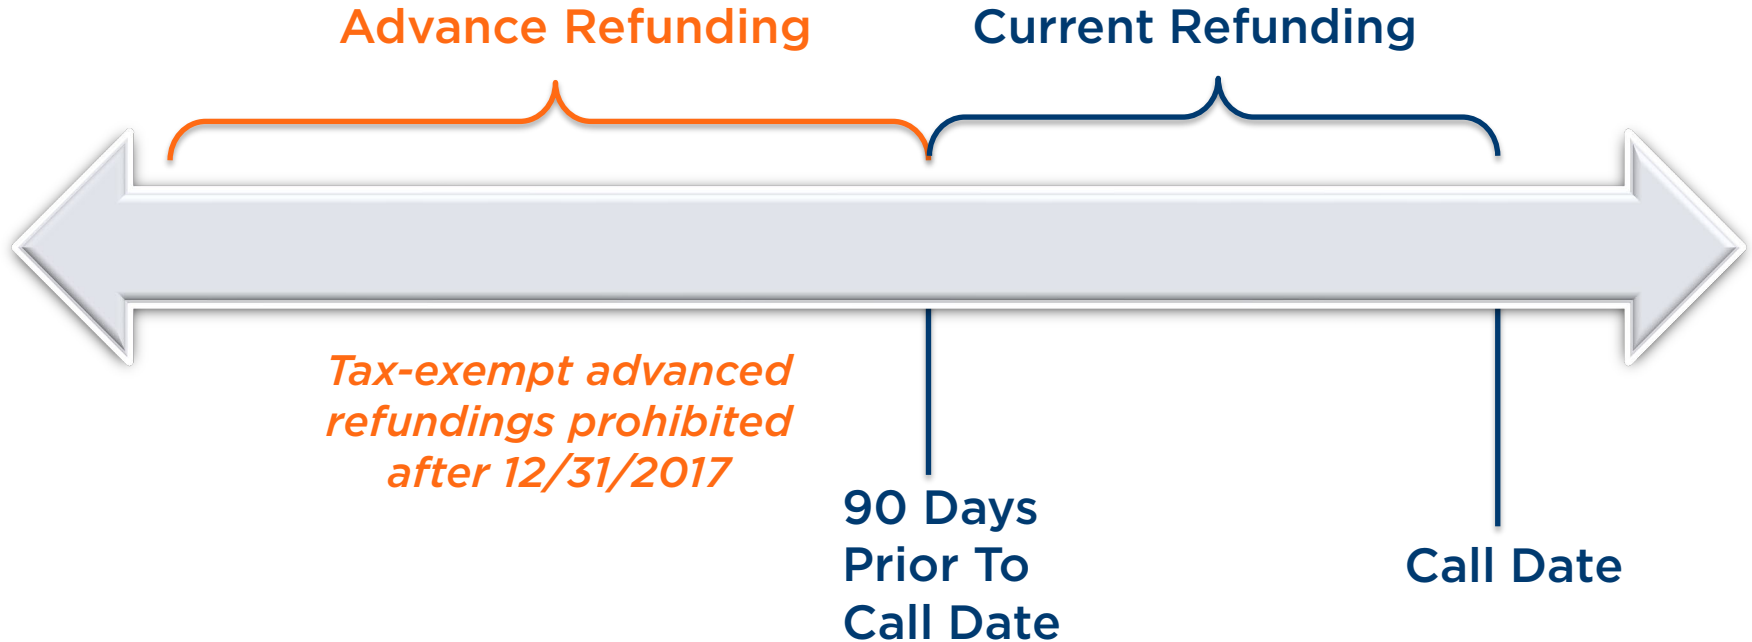 Advance Refunding
Current Refunding
Tax-exempt advanced
refundings prohibited
after 12/31/2017
90 Days
Prior To
Call Date
Call Date